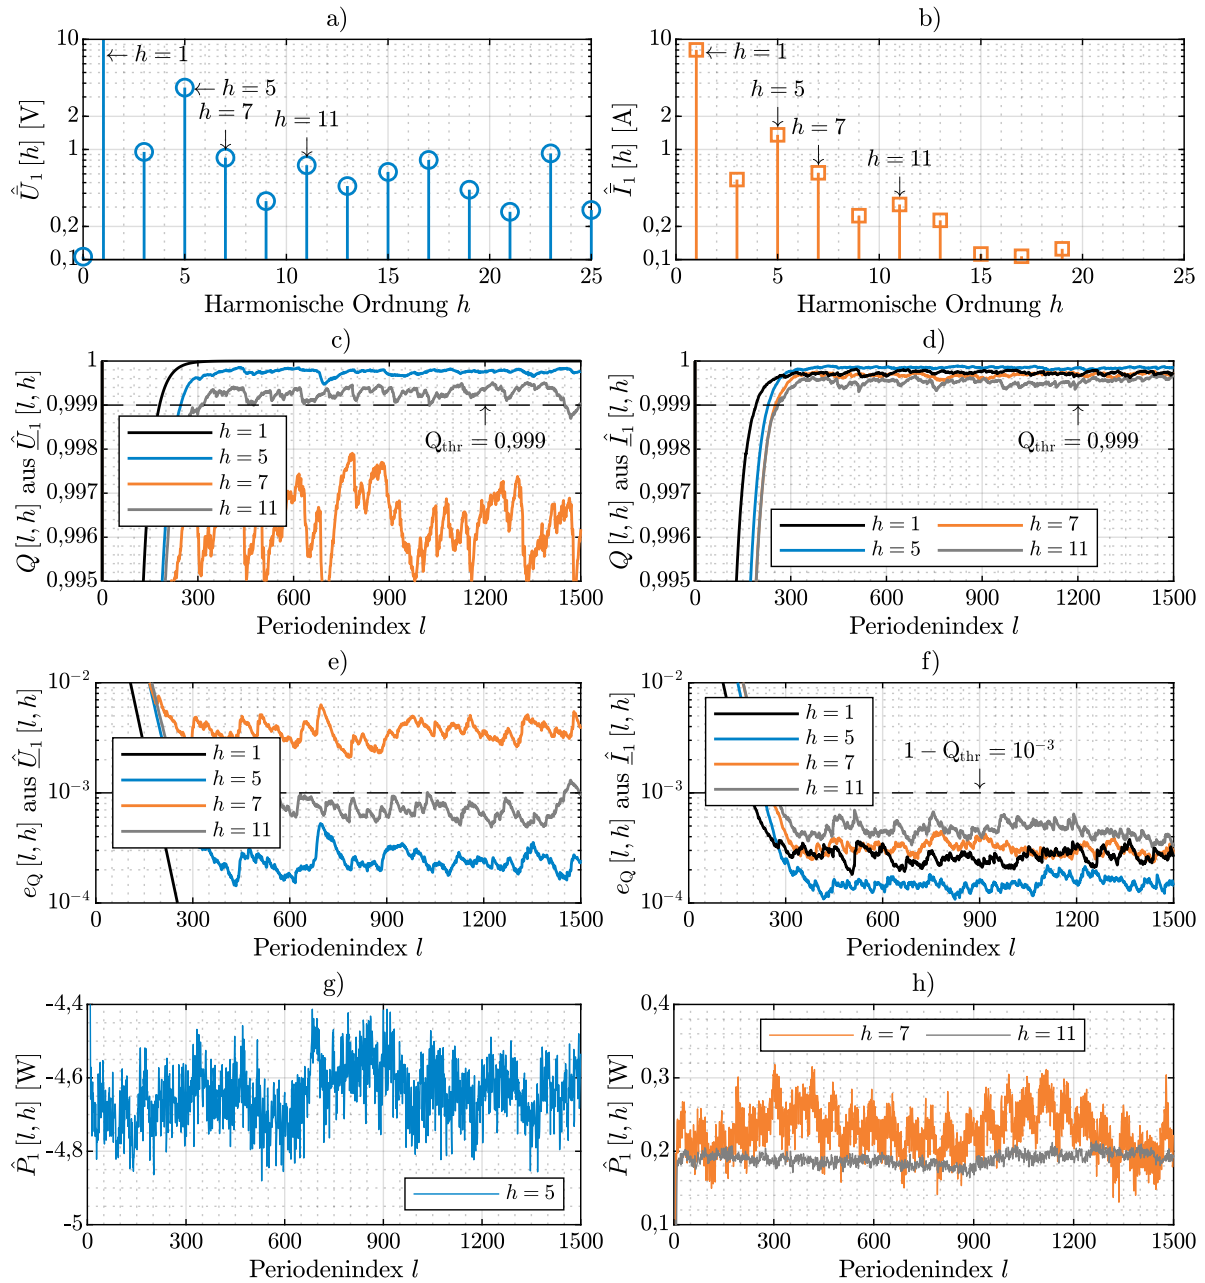 a)
10
2
1
0,2
0,1
Û₁ [h] [V]
← h = 1
← h = 5
h = 7
h = 11
0 5 10 15 20 25
Harmonische Ordnung h
b)
10
2
1
0,2
0,1
Î₁ [h] [A]
← h = 1
h = 5
h = 7
h = 11
0 5 10 15 20 25
Harmonische Ordnung h
c)
1
0,999
0,998
0,997
0,996
0,995
Q [l, h] aus Û₁ [l, h]
Q_thr = 0,999
h = 1
h = 5
h = 7
h = 11
0 300 600 900 1200 1500
Periodenindex l
d)
1
0,999
0,998
0,997
0,996
0,995
Q [l, h] aus Î₁ [l, h]
Q_thr = 0,999
h = 1 h = 7
h = 5 h = 11
0 300 600 900 1200 1500
Periodenindex l
e)
10⁻²
10⁻³
10⁻⁴
e_Q [l, h] aus Û₁ [l, h]
h = 1
h = 5
h = 7
h = 11
0 300 600 900 1200 1500
Periodenindex l
f)
10⁻²
10⁻³
10⁻⁴
e_Q [l, h] aus Î₁ [l, h]
h = 1
h = 5
h = 7
h = 11
1 − Q_thr = 10⁻³
0 300 600 900 1200 1500
Periodenindex l
g)
-4,4
-4,6
-4,8
-5
P̂₁ [l, h] [W]
h = 5
0 300 600 900 1200 1500
Periodenindex l
h)
0,4
0,3
0,2
0,1
P̂₁ [l, h] [W]
h = 7 h = 11
0 300 600 900 1200 1500
Periodenindex l